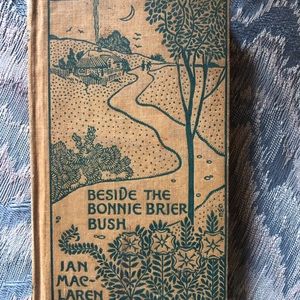 BESIDE THE
BONNIE BRIER
BUSH
IAN
MAC-
LAREN